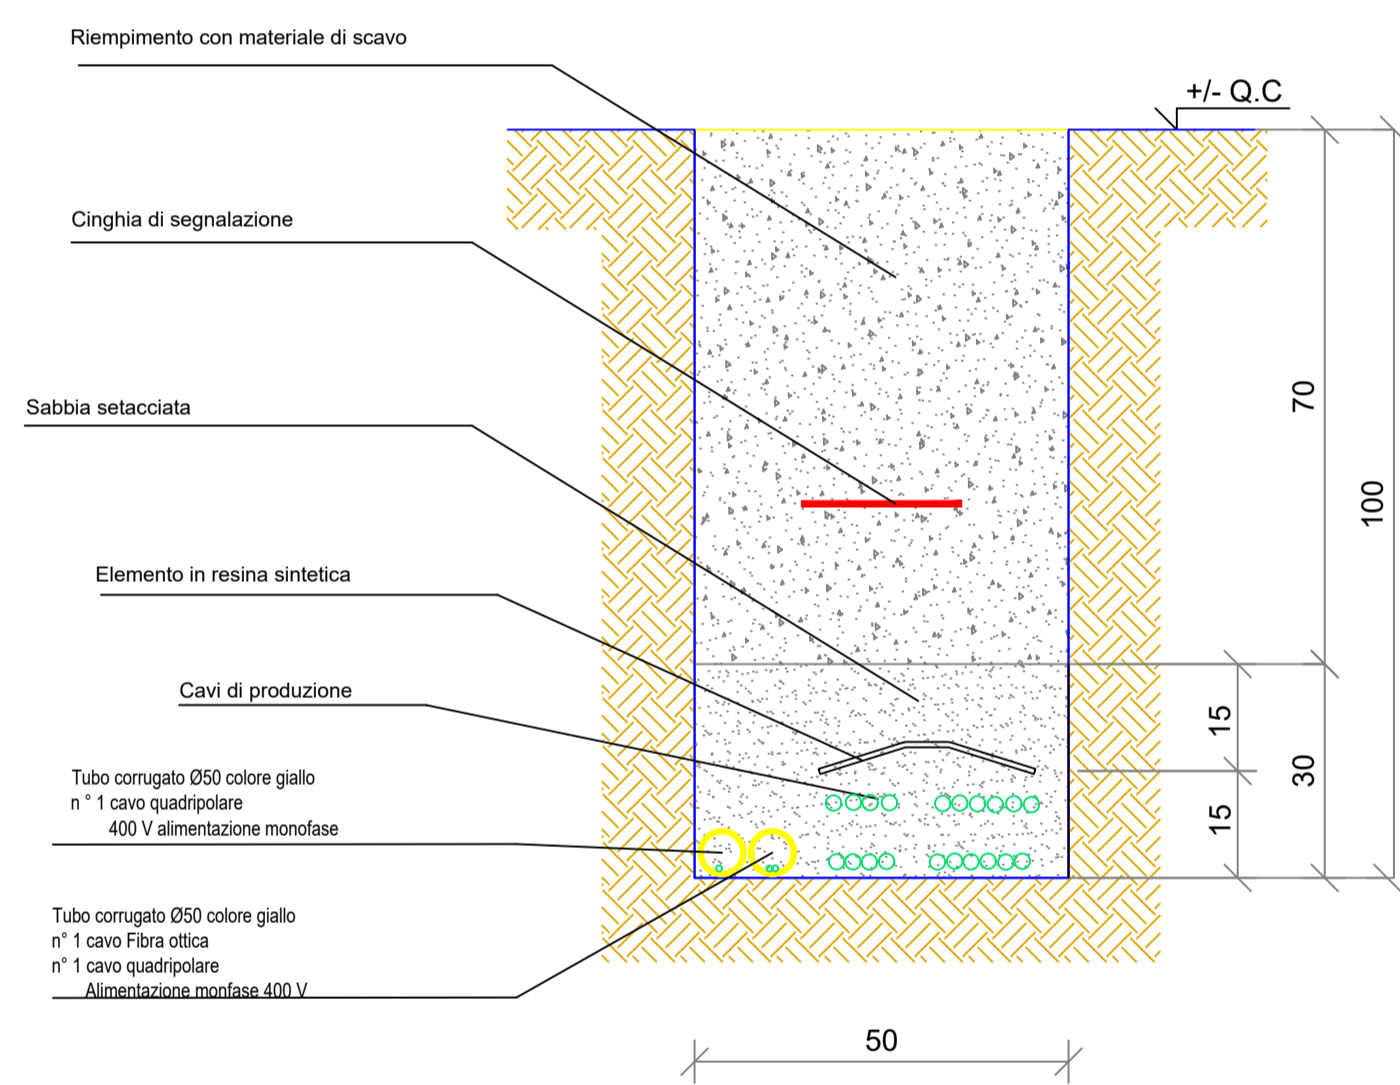 Riempimento con materiale di scavo
+/- Q.C
Cinghia di segnalazione
Sabbia setacciata
70
100
Elemento in resina sintetica
Cavi di produzione
15
30
15
Tubo corrugato Ø50 colore giallo
n ° 1 cavo quadripolare
400 V alimentazione monofase
Tubo corrugato Ø50 colore giallo
n° 1 cavo Fibra ottica
n° 1 cavo quadripolare
Alimentazione monfase 400 V
50